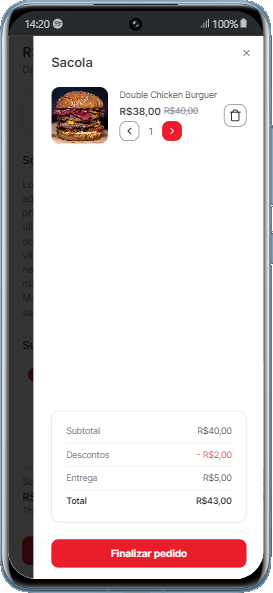 14:20
100%
Sacola
Double Chicken Burguer
R$38,00 R$40,00
1
Subtotal R$40,00
Descontos - R$2,00
Entrega R$5,00
Total R$43,00
Finalizar pedido